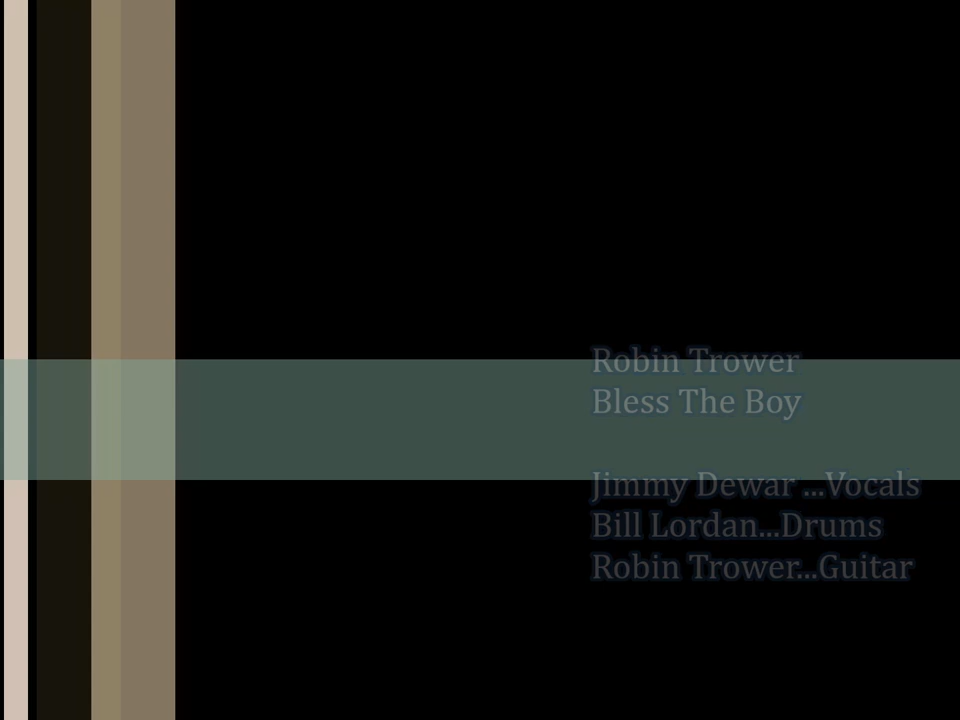 Robin Trower
Bless The Boy
Jimmy Dewar ...Vocals
Bill Lordan...Drums
Robin Trower...Guitar